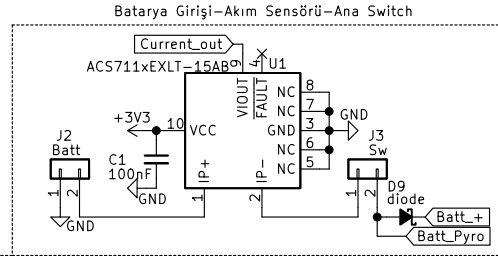 Batarya Girişi-Akım Sensörü-Ana Switch
Current_out
ACS711xEXLT-15AB
U1
9
4
VIOUT
FAULT
+3V3
10
VCC
NC
8
NC
7
GND
3
GND
NC
6
NC
5
J2
Batt
C1
100nF
GND
IP+
IP-
J3
Sw
1
2
GND
1
2
1
2
D9
diode
Batt_+
Batt_Pyro